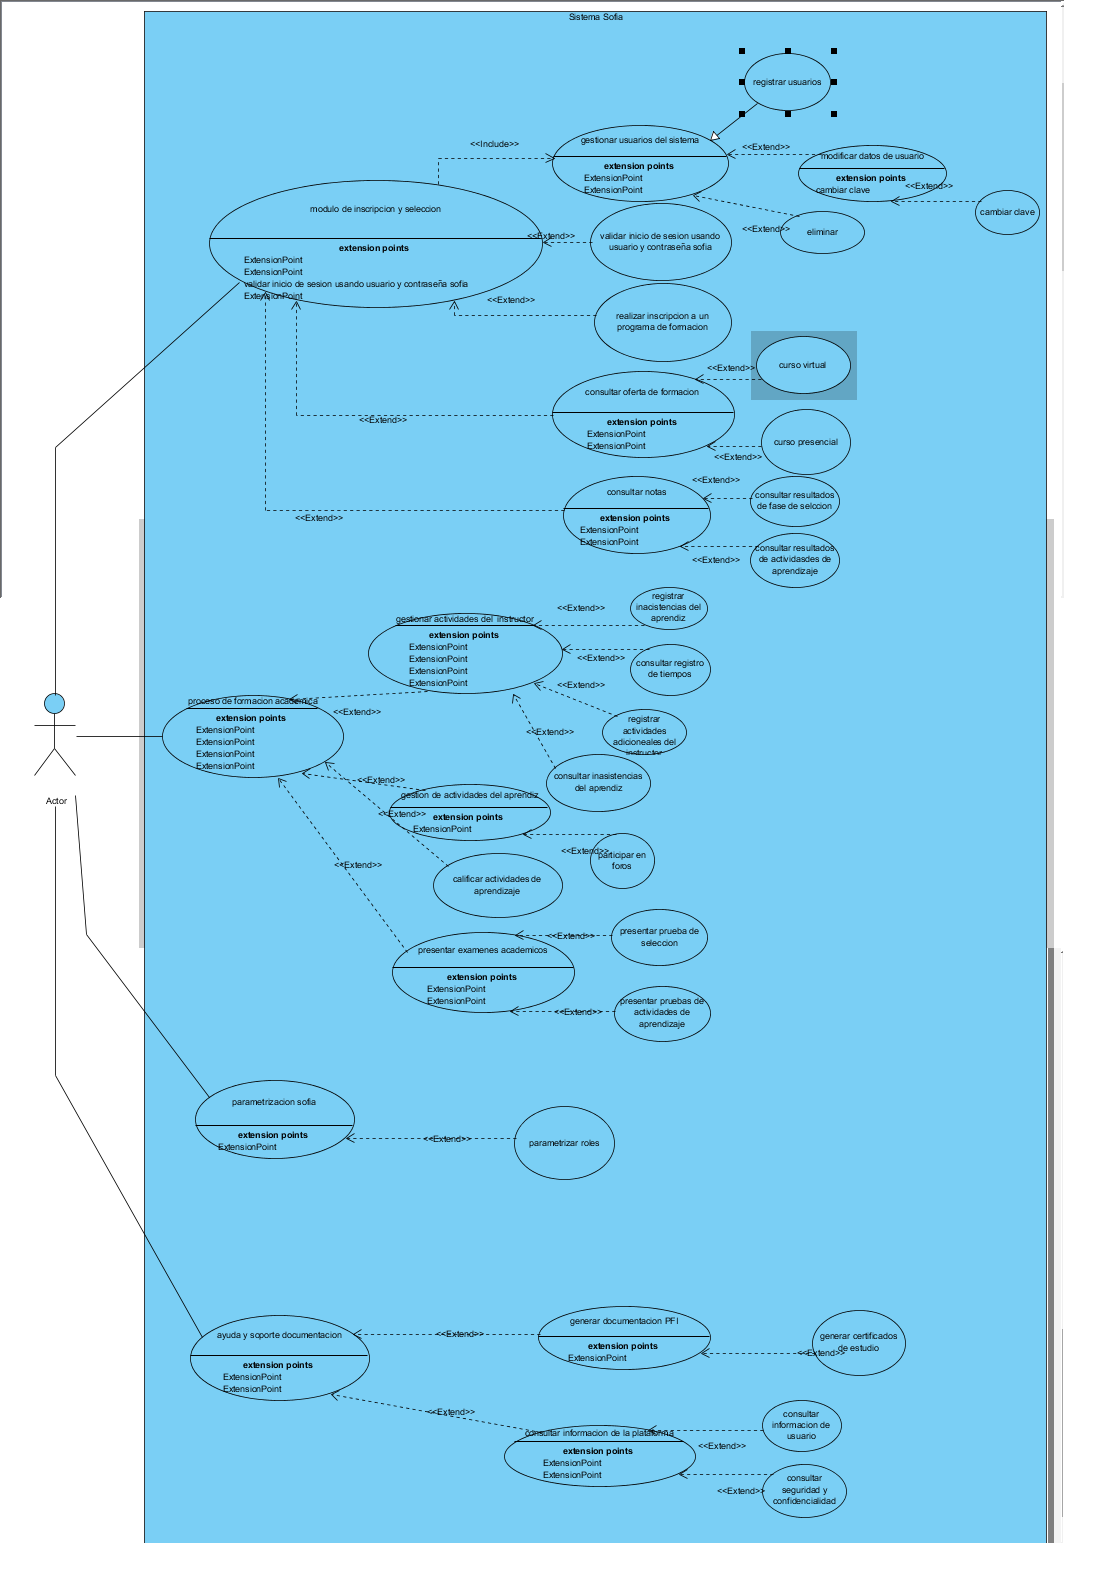 Sistema Sofia
registrar usuarios
gestionar usuarios del sistema
extension points
ExtensionPoint
ExtensionPoint
<<Include>>
<<Extend>>
modificar datos de usuario
extension points
cambiar clave
<<Extend>>
cambiar clave
<<Extend>>
eliminar
modulo de inscripcion y seleccion
extension points
ExtensionPoint
ExtensionPoint
validar inicio de sesion usando usuario y contraseña sofia
ExtensionPoint
<<Extend>>
validar inicio de sesion usando
usuario y contraseña sofia
<<Extend>>
realizar inscripcion a un
programa de formacion
<<Extend>>
curso virtual
consultar oferta de formacion
extension points
ExtensionPoint
ExtensionPoint
<<Extend>>
curso presencial
<<Extend>>
<<Extend>>
consultar notas
extension points
ExtensionPoint
ExtensionPoint
consultar resultados
de fase de selccion
<<Extend>>
<<Extend>>
consultar resultados
de actividasdes de
aprendizaje
gestionar actividades del instructor
extension points
ExtensionPoint
ExtensionPoint
ExtensionPoint
ExtensionPoint
<<Extend>>
registrar
inacistencias del
aprendiz
<<Extend>>
consultar registro
de tiempos
<<Extend>>
registrar
actividades
adicioneales del
instructor
<<Extend>>
consultar inasistencias
del aprendiz
proceso de formacion academica
extension points
ExtensionPoint
ExtensionPoint
ExtensionPoint
ExtensionPoint
<<Extend>>
<<Extend>>
gestion de actividades del aprendiz
extension points
ExtensionPoint
<<Extend>>
<<Extend>>
participar en
foros
<<Extend>>
calificar actividades de
aprendizaje
Actor
presentar examenes academicos
extension points
ExtensionPoint
ExtensionPoint
<<Extend>>
presentar prueba de
seleccion
<<Extend>>
presentar pruebas de
actividades de
aprendizaje
parametrizacion sofia
extension points
ExtensionPoint
<<Extend>>
parametrizar roles
ayuda y soporte documentacion
extension points
ExtensionPoint
ExtensionPoint
<<Extend>>
generar documentacion PFI
extension points
ExtensionPoint
<<Extend>>
generar certificados
de estudio
<<Extend>>
consultar informacion de la plataforma
extension points
ExtensionPoint
ExtensionPoint
<<Extend>>
consultar
informacion de
usuario
<<Extend>>
consultar
seguridad y
confidencialidad